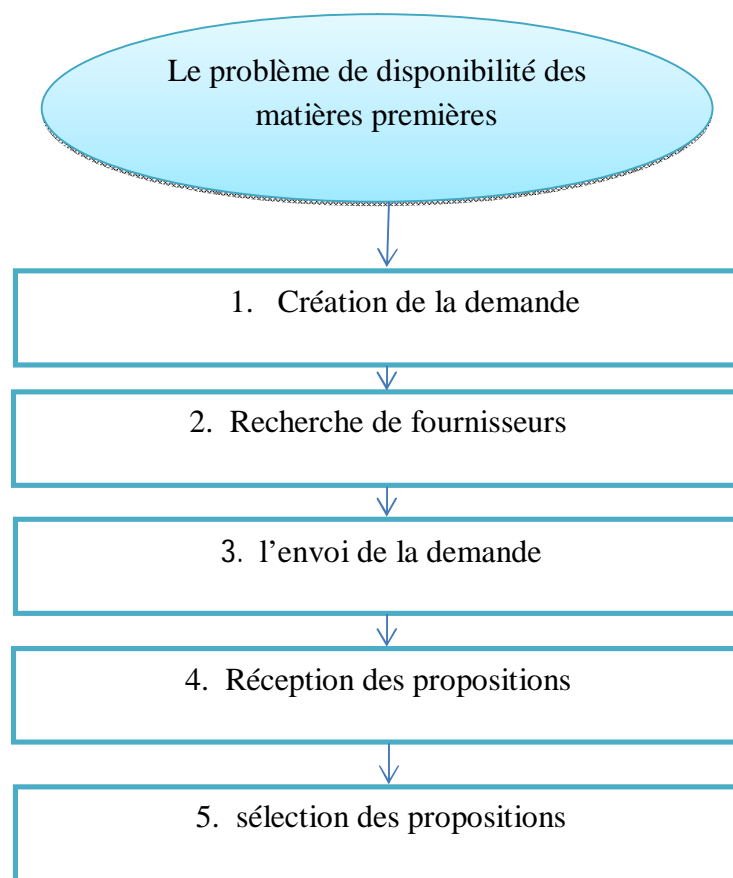 Le problème de disponibilité des
matières premières
1. Création de la demande
2. Recherche de fournisseurs
3. l’envoi de la demande
4. Réception des propositions
5. sélection des propositions